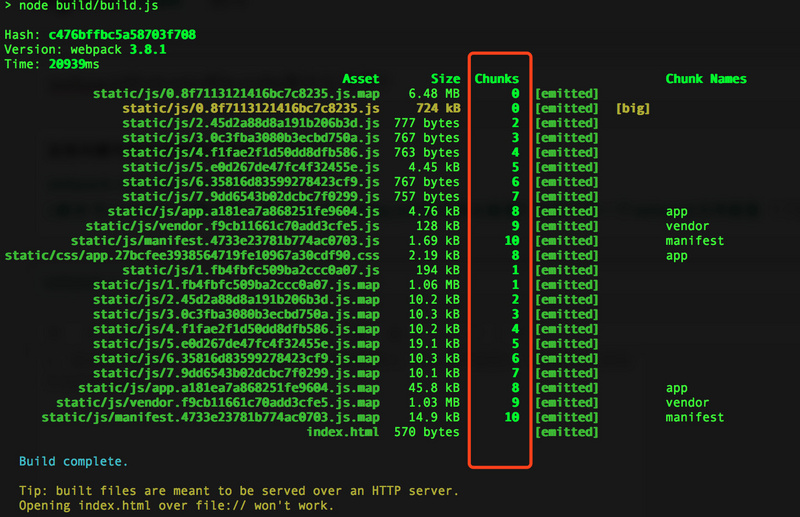 > node build/build.js
Hash: c476bffbc5a58703f708
Version: webpack 3.8.1
Time: 20939ms
Asset Size Chunks Chunk Names
static/js/0.8f7113121416bc7c8235.js.map 6.48 MB 0 [emitted]
static/js/0.8f7113121416bc7c8235.js 724 kB 0 [emitted] [big]
static/js/2.45d2a88d8a191b206b3d.js 777 bytes 2 [emitted]
static/js/3.0c3fba3080b3ecbd750a.js 767 bytes 3 [emitted]
static/js/4.f1fae2f1d50dd8dfb586.js 763 bytes 4 [emitted]
static/js/5.e0d267de47fc4f32455e.js 4.45 kB 5 [emitted]
static/js/6.35816d83599278423cf9.js 767 bytes 6 [emitted]
static/js/7.9dd6543b02dcbc7f0299.js 757 bytes 7 [emitted]
static/js/app.a181ea7a868251fe9604.js 4.76 kB 8 [emitted] app
static/js/vendor.f9cb11661c70add3cfe5.js 128 kB 9 [emitted] vendor
static/js/manifest.4733e23781b774ac0703.js 1.69 kB 10 [emitted] manifest
static/css/app.27bcfee3938564719fe10967a30cdf90.css 2.19 kB 8 [emitted] app
static/js/1.fb4fbfc509ba2ccc0a07.js 194 kB 1 [emitted]
static/js/1.fb4fbfc509ba2ccc0a07.js.map 1.06 MB 1 [emitted]
static/js/2.45d2a88d8a191b206b3d.js.map 10.2 kB 2 [emitted]
static/js/3.0c3fba3080b3ecbd750a.js.map 10.3 kB 3 [emitted]
static/js/4.f1fae2f1d50dd8dfb586.js.map 10.2 kB 4 [emitted]
static/js/5.e0d267de47fc4f32455e.js.map 19.1 kB 5 [emitted]
static/js/6.35816d83599278423cf9.js.map 10.3 kB 6 [emitted]
static/js/7.9dd6543b02dcbc7f0299.js.map 10.1 kB 7 [emitted]
static/js/app.a181ea7a868251fe9604.js.map 45.8 kB 8 [emitted] app
static/js/vendor.f9cb11661c70add3cfe5.js.map 1.03 MB 9 [emitted] vendor
static/js/manifest.4733e23781b774ac0703.js.map 14.9 kB 10 [emitted] manifest
index.html 570 bytes [emitted]
Build complete.
Tip: built files are meant to be served over an HTTP server.
Opening index.html over file:// won't work.